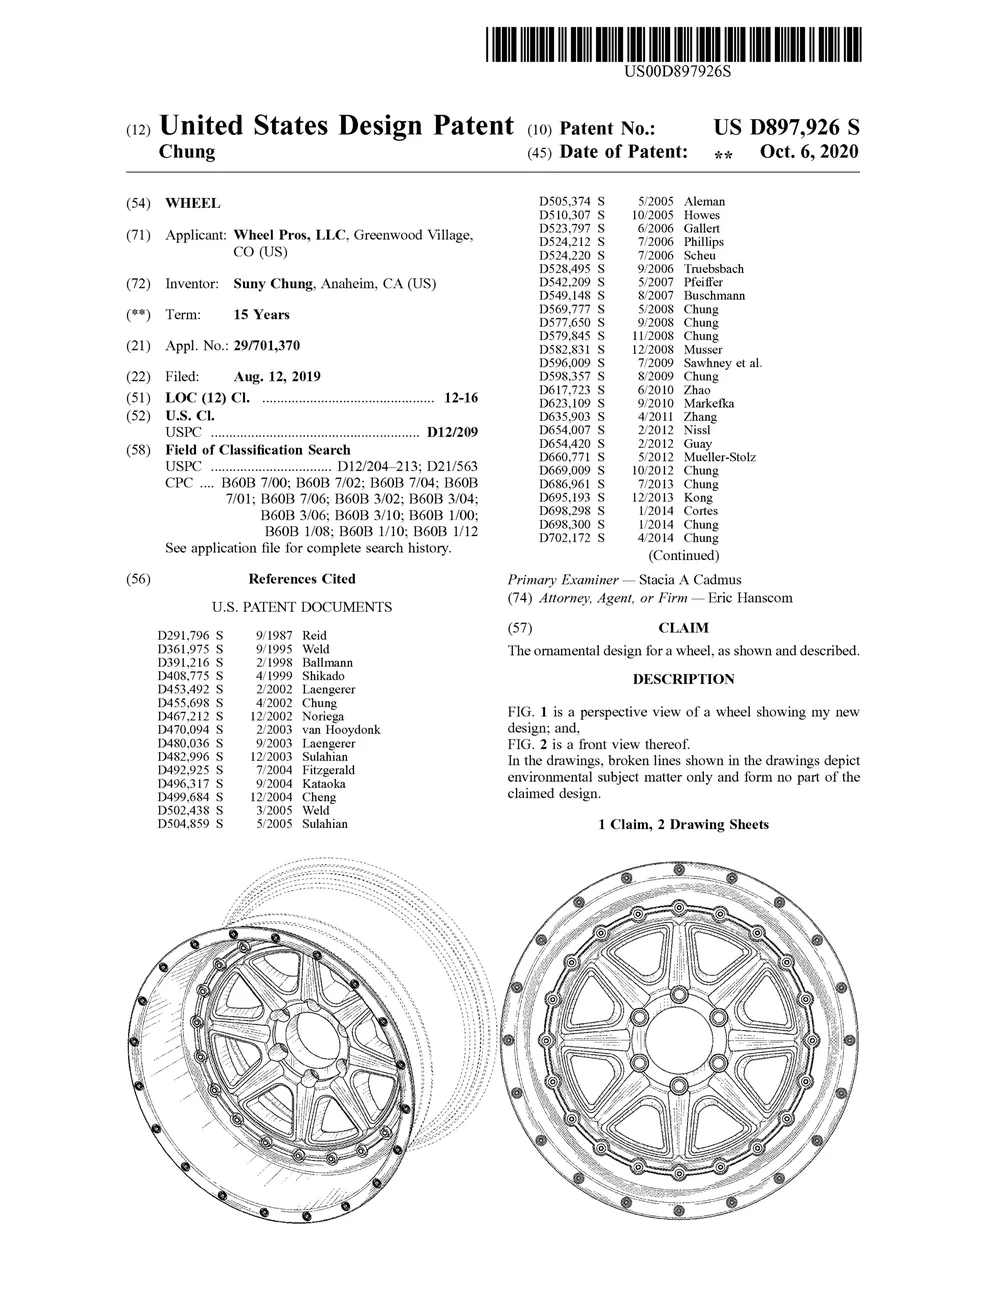 US00D897926S
(12) United States Design Patent
Chung
(10) Patent No.: US D897,926 S
(45) Date of Patent: ** Oct. 6, 2020
(54) WHEEL
(71) Applicant: Wheel Pros, LLC, Greenwood Village,
CO (US)
(72) Inventor: Suny Chung, Anaheim, CA (US)
(**) Term: 15 Years
(21) Appl. No.: 29/701,370
(22) Filed: Aug. 12, 2019
(51) LOC (12) Cl. ............................................... 12-16
(52) U.S. Cl.
USPC ......................................................... D12/209
(58) Field of Classification Search
USPC ................................ D12/204–213; D21/563
CPC .... B60B 7/00; B60B 7/02; B60B 7/04; B60B
7/01; B60B 7/06; B60B 3/02; B60B 3/04;
B60B 3/06; B60B 3/10; B60B 1/00;
B60B 1/08; B60B 1/10; B60B 1/12
See application file for complete search history.
(56) References Cited
U.S. PATENT DOCUMENTS
D291,796 S 9/1987 Reid
D361,975 S 9/1995 Weld
D391,216 S 2/1998 Ballmann
D408,775 S 4/1999 Shikado
D453,492 S 2/2002 Laengerer
D455,698 S 4/2002 Chung
D467,212 S 12/2002 Noriega
D470,094 S 2/2003 van Hooydonk
D480,036 S 9/2003 Laengerer
D482,996 S 12/2003 Sulahian
D492,925 S 7/2004 Fitzgerald
D496,317 S 9/2004 Kataoka
D499,684 S 12/2004 Cheng
D502,438 S 3/2005 Weld
D504,859 S 5/2005 Sulahian
D505,374 S 5/2005 Aleman
D510,307 S 10/2005 Howes
D523,797 S 6/2006 Gallert
D524,212 S 7/2006 Phillips
D524,220 S 7/2006 Scheu
D528,495 S 9/2006 Truebsbach
D542,209 S 5/2007 Pfeiffer
D549,148 S 8/2007 Buschmann
D569,777 S 5/2008 Chung
D577,650 S 9/2008 Chung
D579,845 S 11/2008 Chung
D582,831 S 12/2008 Musser
D596,009 S 7/2009 Sawhney et al.
D598,357 S 8/2009 Chung
D617,723 S 6/2010 Zhao
D623,109 S 9/2010 Markefka
D635,903 S 4/2011 Zhang
D654,007 S 2/2012 Nissl
D654,420 S 2/2012 Guay
D660,771 S 5/2012 Mueller-Stolz
D669,009 S 10/2012 Chung
D686,961 S 7/2013 Chung
D695,193 S 12/2013 Kong
D698,298 S 1/2014 Cortes
D698,300 S 1/2014 Chung
D702,172 S 4/2014 Chung
(Continued)
Primary Examiner — Stacia A Cadmus
(74) Attorney, Agent, or Firm — Eric Hanscom
(57) CLAIM
The ornamental design for a wheel, as shown and described.
DESCRIPTION
FIG. 1 is a perspective view of a wheel showing my new
design; and,
FIG. 2 is a front view thereof.
In the drawings, broken lines shown in the drawings depict
environmental subject matter only and form no part of the
claimed design.
1 Claim, 2 Drawing Sheets